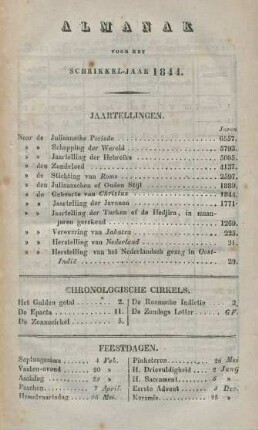 ALMANAK
VOOR HET
SCHRIKKEL-JAAR 1844.
JAARTELLINGEN.
Jaren
Naar de Juliaansche Periode 6557.
» » Schepping der Wereld 5793.
» » Jaartelling der Hebreën 5605.
» den Zondvloed 4137.
» de Stichting van Rome 2597.
» den Juliaanschen of Ouden Stijl 1889.
» de Geboorte van Christus 1844.
» » Jaartelling der Javanen 1771.
» » Jaartelling der Turken of de Hedjira, in maan-
jaren gerekend 1260.
» » Verovering van Jakatra 225.
» » Herstelling van Nederland 31.
» » Herstelling van het Nederlandsch gezag in Oost-
Indië 29.
CHRONOLOGISCHE CIRKELS.
Het Gulden getal 2.
De Epacta 11.
De Zonnecirkel 5.
De Romeinsche Indictie 2.
De Zondags Letter G F.
FEESTDAGEN.
Septuagesima 4 Feb.
Vasten-avond 20 »
Aschdag 21 »
Paschen 7 April.
Hemelvaartsdag 16 Mei.
Pinksteren 26 Mei
H. Drievuldigheid 2 Junij
H. Sacrament 6 »
Eerste Advent 1 Dec.
Kersmis 25 »